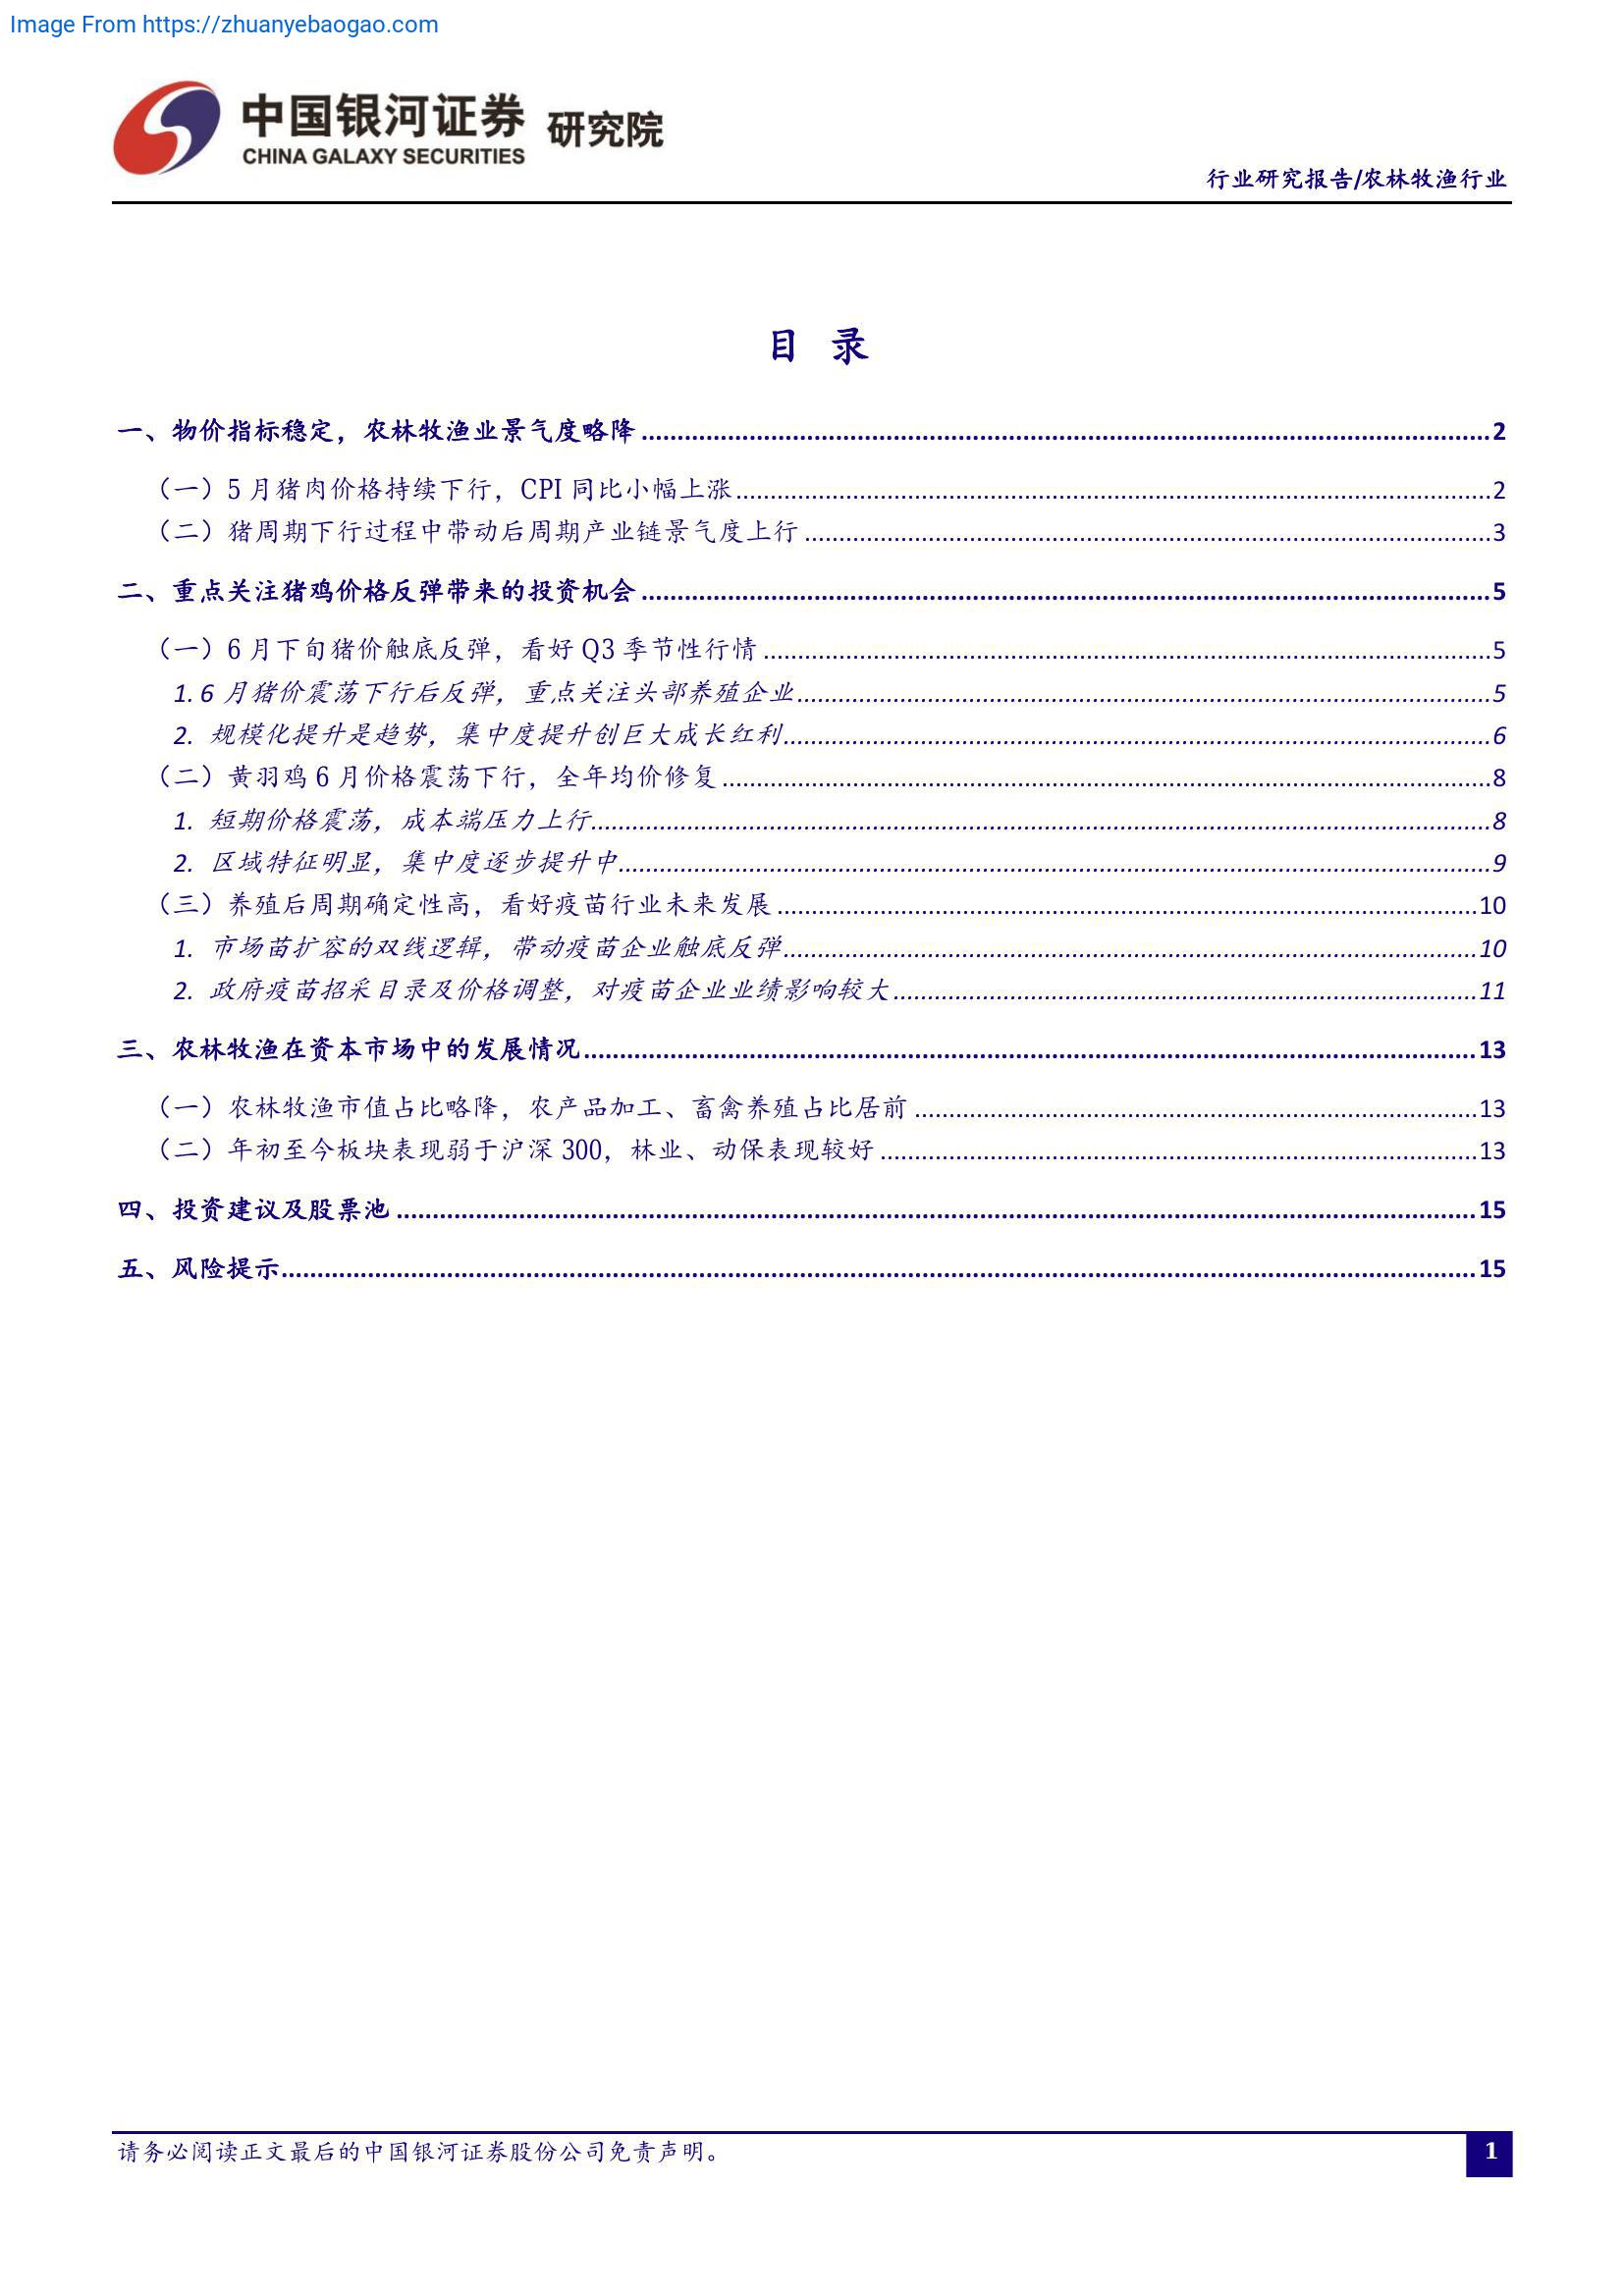 Image From https://zhuanyebaogao.com
中国银河证券 研究院
CHINA GALAXY SECURITIES
行业研究报告/农林牧渔行业
目 录
一、物价指标稳定，农林牧渔业景气度略降 2
（一）5 月猪肉价格持续下行，CPI 同比小幅上涨 2
（二）猪周期下行过程中带动后周期产业链景气度上行 3
二、重点关注猪鸡价格反弹带来的投资机会 5
（一）6 月下旬猪价触底反弹，看好 Q3 季节性行情 5
1. 6 月猪价震荡下行后反弹，重点关注头部养殖企业 5
2. 规模化提升是趋势，集中度提升创巨大成长红利 6
（二）黄羽鸡 6 月价格震荡下行，全年均价修复 8
1. 短期价格震荡，成本端压力上行 8
2. 区域特征明显，集中度逐步提升中 9
（三）养殖后周期确定性高，看好疫苗行业未来发展 10
1. 市场苗扩容的双线逻辑，带动疫苗企业触底反弹 10
2. 政府疫苗招采目录及价格调整，对疫苗企业业绩影响较大 11
三、农林牧渔在资本市场中的发展情况 13
（一）农林牧渔市值占比略降，农产品加工、畜禽养殖占比居前 13
（二）年初至今板块表现弱于沪深 300，林业、动保表现较好 13
四、投资建议及股票池 15
五、风险提示 15
请务必阅读正文最后的中国银河证券股份公司免责声明。
1